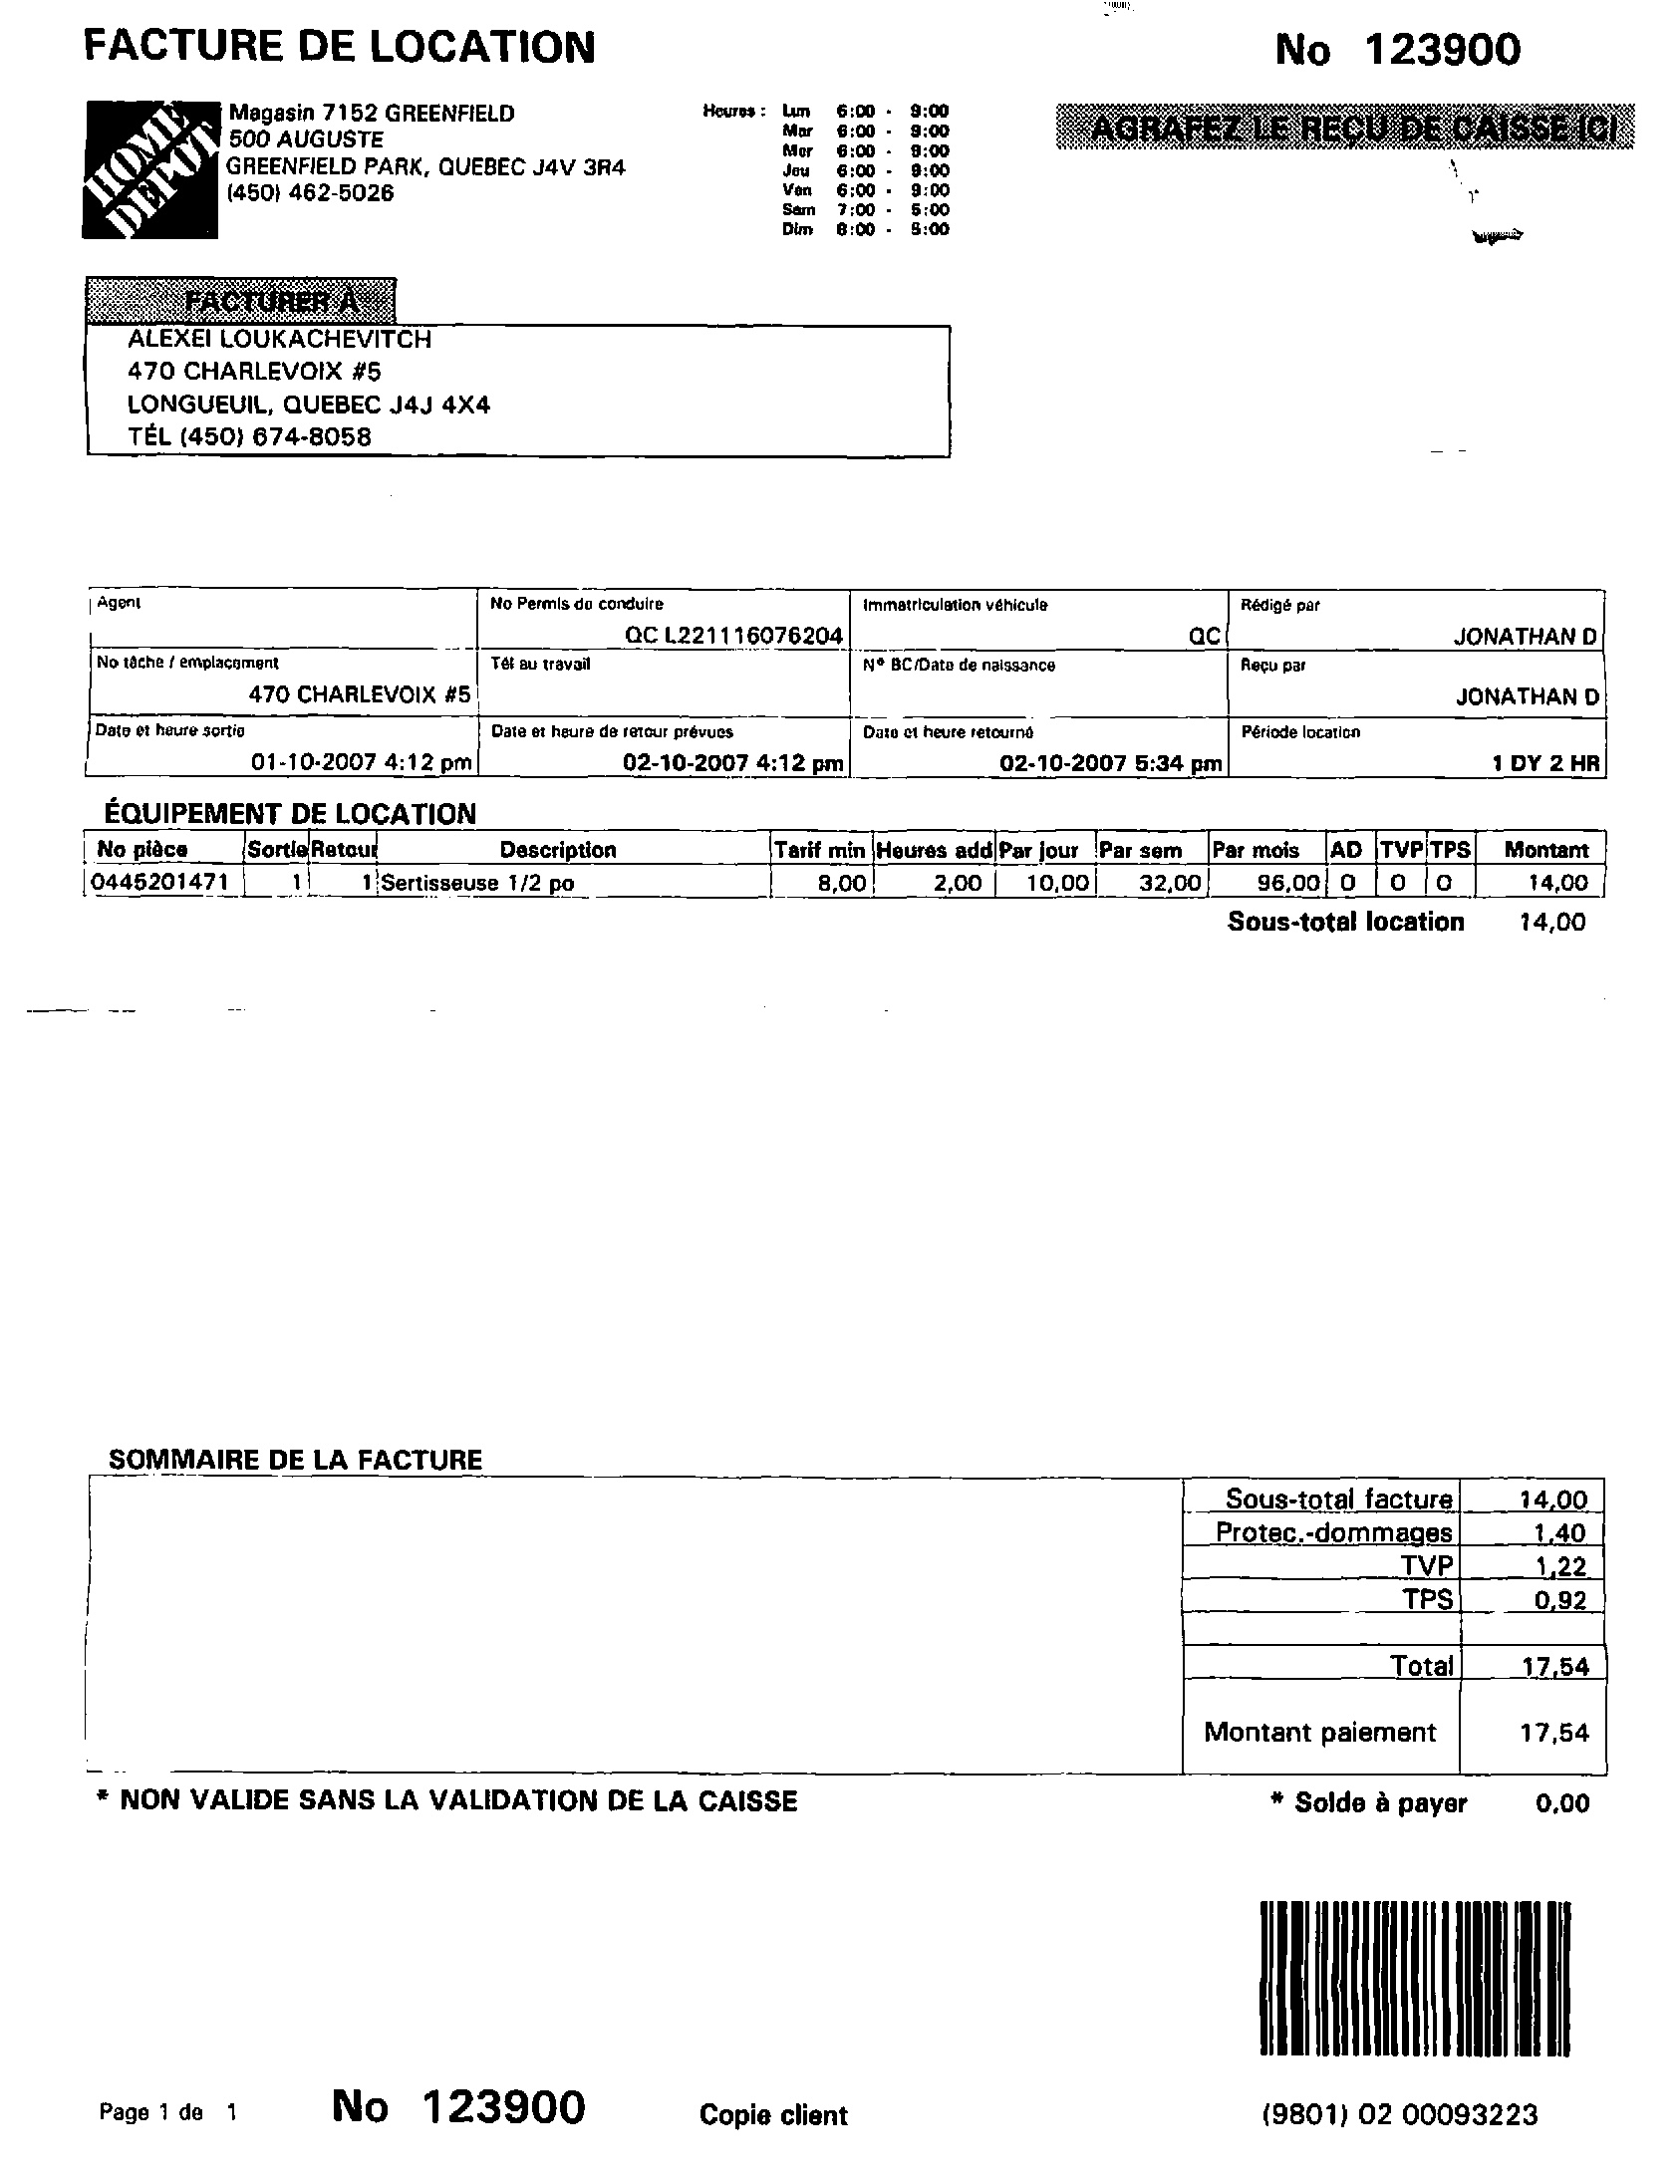 FACTURE DE LOCATION
No 123900
HOME DEPOT
Magasin 7152 GREENFIELD
500 AUGUSTE
GREENFIELD PARK, QUEBEC J4V 3R4
(450) 462-5026
Heures : Lun 6:00 - 9:00
Mar 6:00 - 9:00
Mer 6:00 - 9:00
Jeu 6:00 - 9:00
Ven 6:00 - 9:00
Sam 7:00 - 5:00
Dim 8:00 - 5:00
AGRAFEZ LE REÇU DE CAISSE ICI
FACTURER À
ALEXEI LOUKACHEVITCH
470 CHARLEVOIX #5
LONGUEUIL, QUEBEC J4J 4X4
TÉL (450) 674-8058
Agent No Permis de conduire Immatriculation véhicule Rédigé par
QC L221116076204 QC JONATHAN D
No tâche / emplacement Tél au travail Nº BC/Date de naissance Reçu par
470 CHARLEVOIX #5 JONATHAN D
Date et heure sortie Date et heure de retour prévues Date et heure retourné Période location
01-10-2007 4:12 pm 02-10-2007 4:12 pm 02-10-2007 5:34 pm 1 DY 2 HR
ÉQUIPEMENT DE LOCATION
No pièce Sortie Retour Description Tarif min Heures add Par jour Par sem Par mois AD TVP TPS Montant
0445201471 1 1 Sertisseuse 1/2 po 8,00 2,00 10,00 32,00 96,00 O O O 14,00
Sous-total location 14,00
SOMMAIRE DE LA FACTURE
Sous-total facture 14,00
Protec.-dommages 1,40
TVP 1,22
TPS 0,92
Total 17,54
Montant paiement 17,54
* NON VALIDE SANS LA VALIDATION DE LA CAISSE
* Solde à payer 0,00
Page 1 de 1
No 123900
Copie client
(9801) 02 00093223